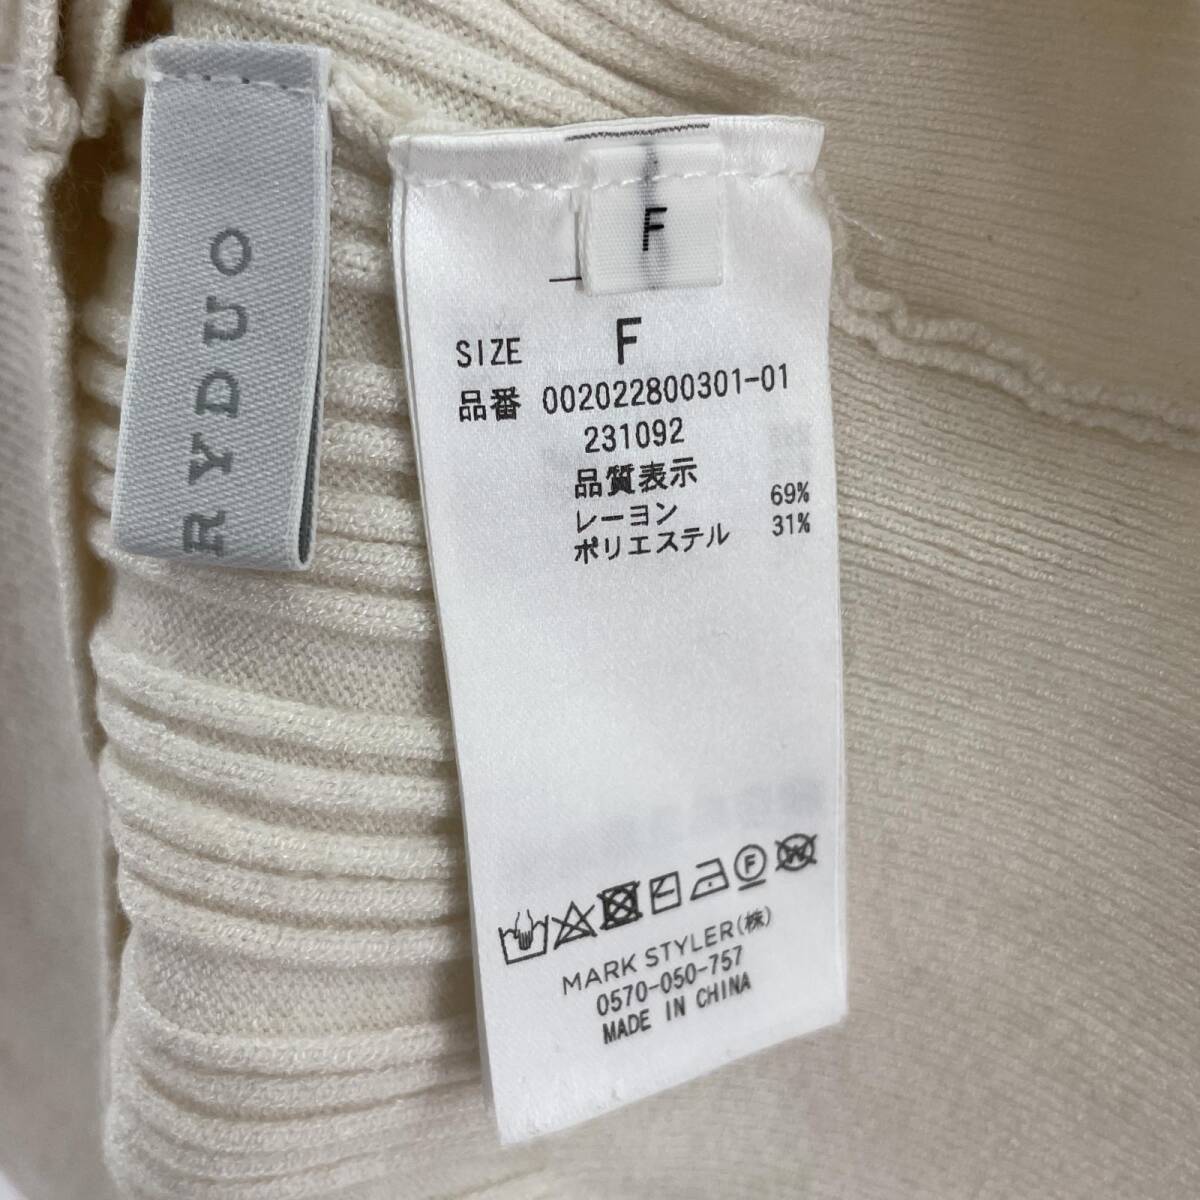 RYDUO
F
SIZE F
品番 002022800301-01
231092
品質表示
レーヨン 69%
ポリエステル 31%
F
W
MARK STYLER(株)
0570-050-757
MADE IN CHINA